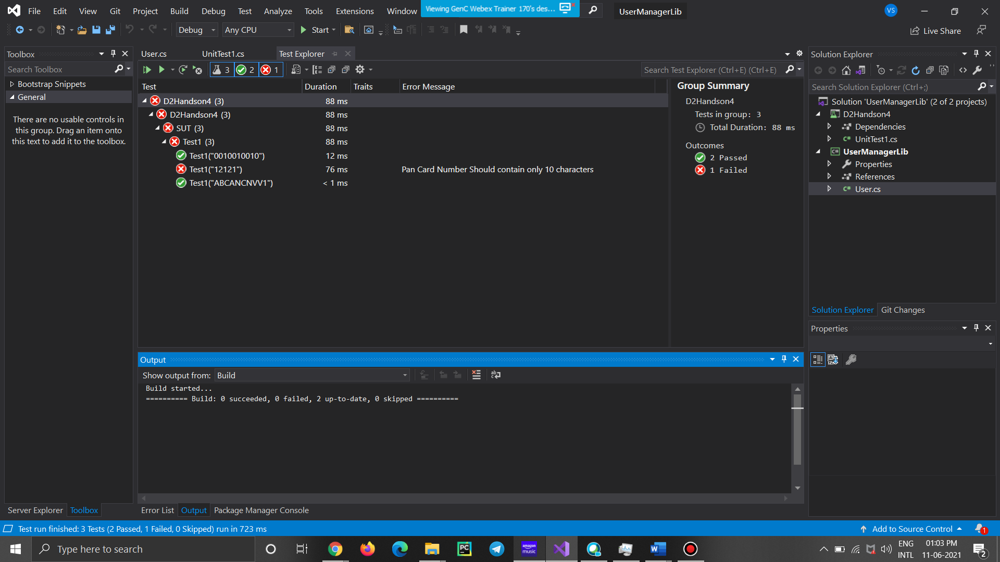 File Edit View Git Project Build Debug Test Analyze Tools Extensions Window
Viewing GenC Webex Trainer 170's des...
UserManagerLib
VS
Debug Any CPU Start
Live Share
Toolbox
Search Toolbox
Bootstrap Snippets
General
There are no usable controls in
this group. Drag an item onto
this text to add it to the toolbox.
User.cs UnitTest1.cs Test Explorer
3 2 1
Search Test Explorer (Ctrl+E) (Ctrl+E)
Test Duration Traits Error Message
D2Handson4 (3) 88 ms
D2Handson4 (3) 88 ms
SUT (3) 88 ms
Test1 (3) 88 ms
Test1("0010010010") 12 ms
Test1("12121") 76 ms Pan Card Number Should contain only 10 characters
Test1("ABCANCNVV1") < 1 ms
Group Summary
D2Handson4
Tests in group: 3
Total Duration: 88 ms
Outcomes
2 Passed
1 Failed
Solution Explorer
Search Solution Explorer (Ctrl+;)
Solution 'UserManagerLib' (2 of 2 projects)
D2Handson4
Dependencies
C# UnitTest1.cs
C# UserManagerLib
Properties
References
C# User.cs
Solution Explorer Git Changes
Properties
Output
Show output from: Build
Build started...
========== Build: 0 succeeded, 0 failed, 2 up-to-date, 0 skipped ==========
Server Explorer Toolbox
Error List Output Package Manager Console
Test run finished: 3 Tests (2 Passed, 1 Failed, 0 Skipped) run in 723 ms
Add to Source Control
1
Type here to search
PC
amazon
music
W
ENG
INTL
01:03 PM
11-06-2021
2